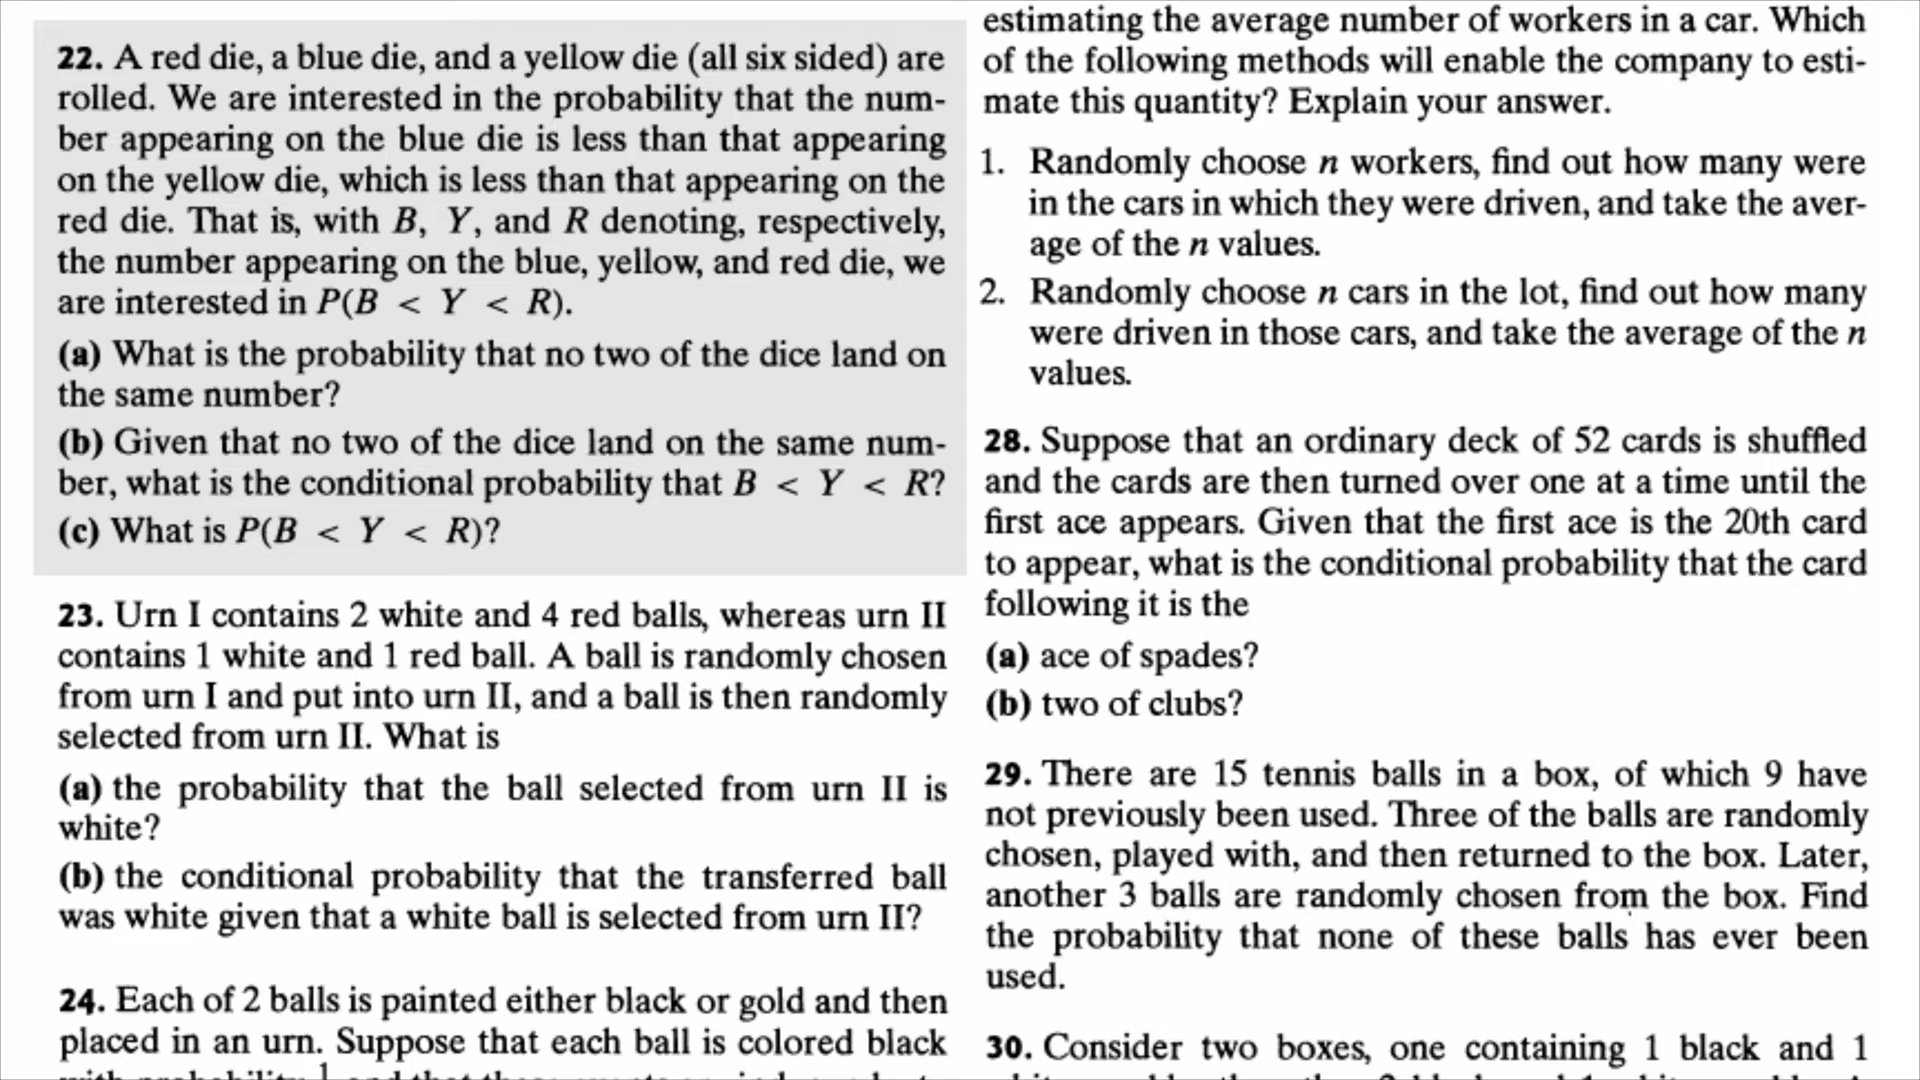 22. A red die, a blue die, and a yellow die (all six sided) are
rolled. We are interested in the probability that the num-
ber appearing on the blue die is less than that appearing
on the yellow die, which is less than that appearing on the
red die. That is, with B, Y, and R denoting, respectively,
the number appearing on the blue, yellow, and red die, we
are interested in P(B < Y < R).
(a) What is the probability that no two of the dice land on
the same number?
(b) Given that no two of the dice land on the same num-
ber, what is the conditional probability that B < Y < R?
(c) What is P(B < Y < R)?
23. Urn I contains 2 white and 4 red balls, whereas urn II
contains 1 white and 1 red ball. A ball is randomly chosen
from urn I and put into urn II, and a ball is then randomly
selected from urn II. What is
(a) the probability that the ball selected from urn II is
white?
(b) the conditional probability that the transferred ball
was white given that a white ball is selected from urn II?
24. Each of 2 balls is painted either black or gold and then
placed in an urn. Suppose that each ball is colored black
estimating the average number of workers in a car. Which
of the following methods will enable the company to esti-
mate this quantity? Explain your answer.
1. Randomly choose n workers, find out how many were
in the cars in which they were driven, and take the aver-
age of the n values.
2. Randomly choose n cars in the lot, find out how many
were driven in those cars, and take the average of the n
values.
28. Suppose that an ordinary deck of 52 cards is shuffled
and the cards are then turned over one at a time until the
first ace appears. Given that the first ace is the 20th card
to appear, what is the conditional probability that the card
following it is the
(a) ace of spades?
(b) two of clubs?
29. There are 15 tennis balls in a box, of which 9 have
not previously been used. Three of the balls are randomly
chosen, played with, and then returned to the box. Later,
another 3 balls are randomly chosen from the box. Find
the probability that none of these balls has ever been
used.
30. Consider two boxes, one containing 1 black and 1